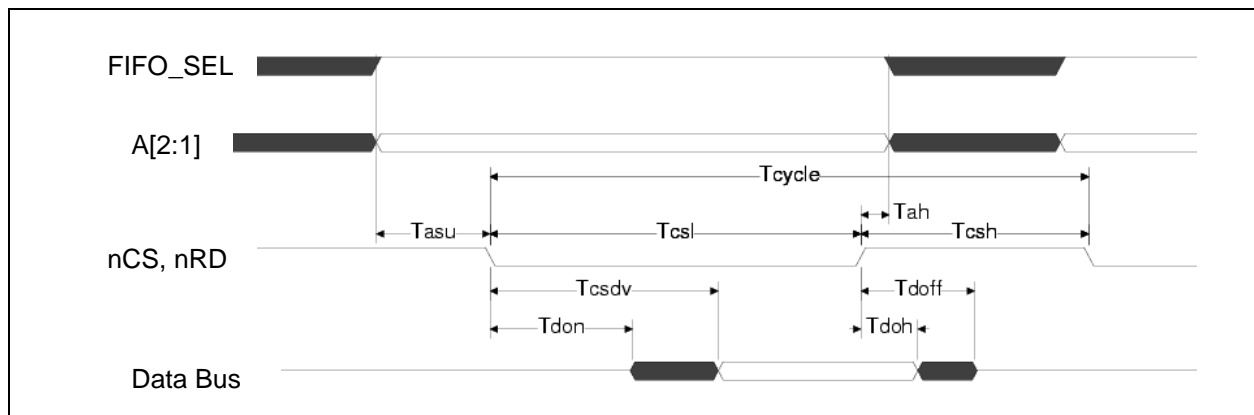 FIFO_SEL
A[2:1]
Tcycle
Tah
Tasu
Tcsl
Tcsh
nCS, nRD
Tcsdv
Tdoff
Tdon
Tdoh
Data Bus